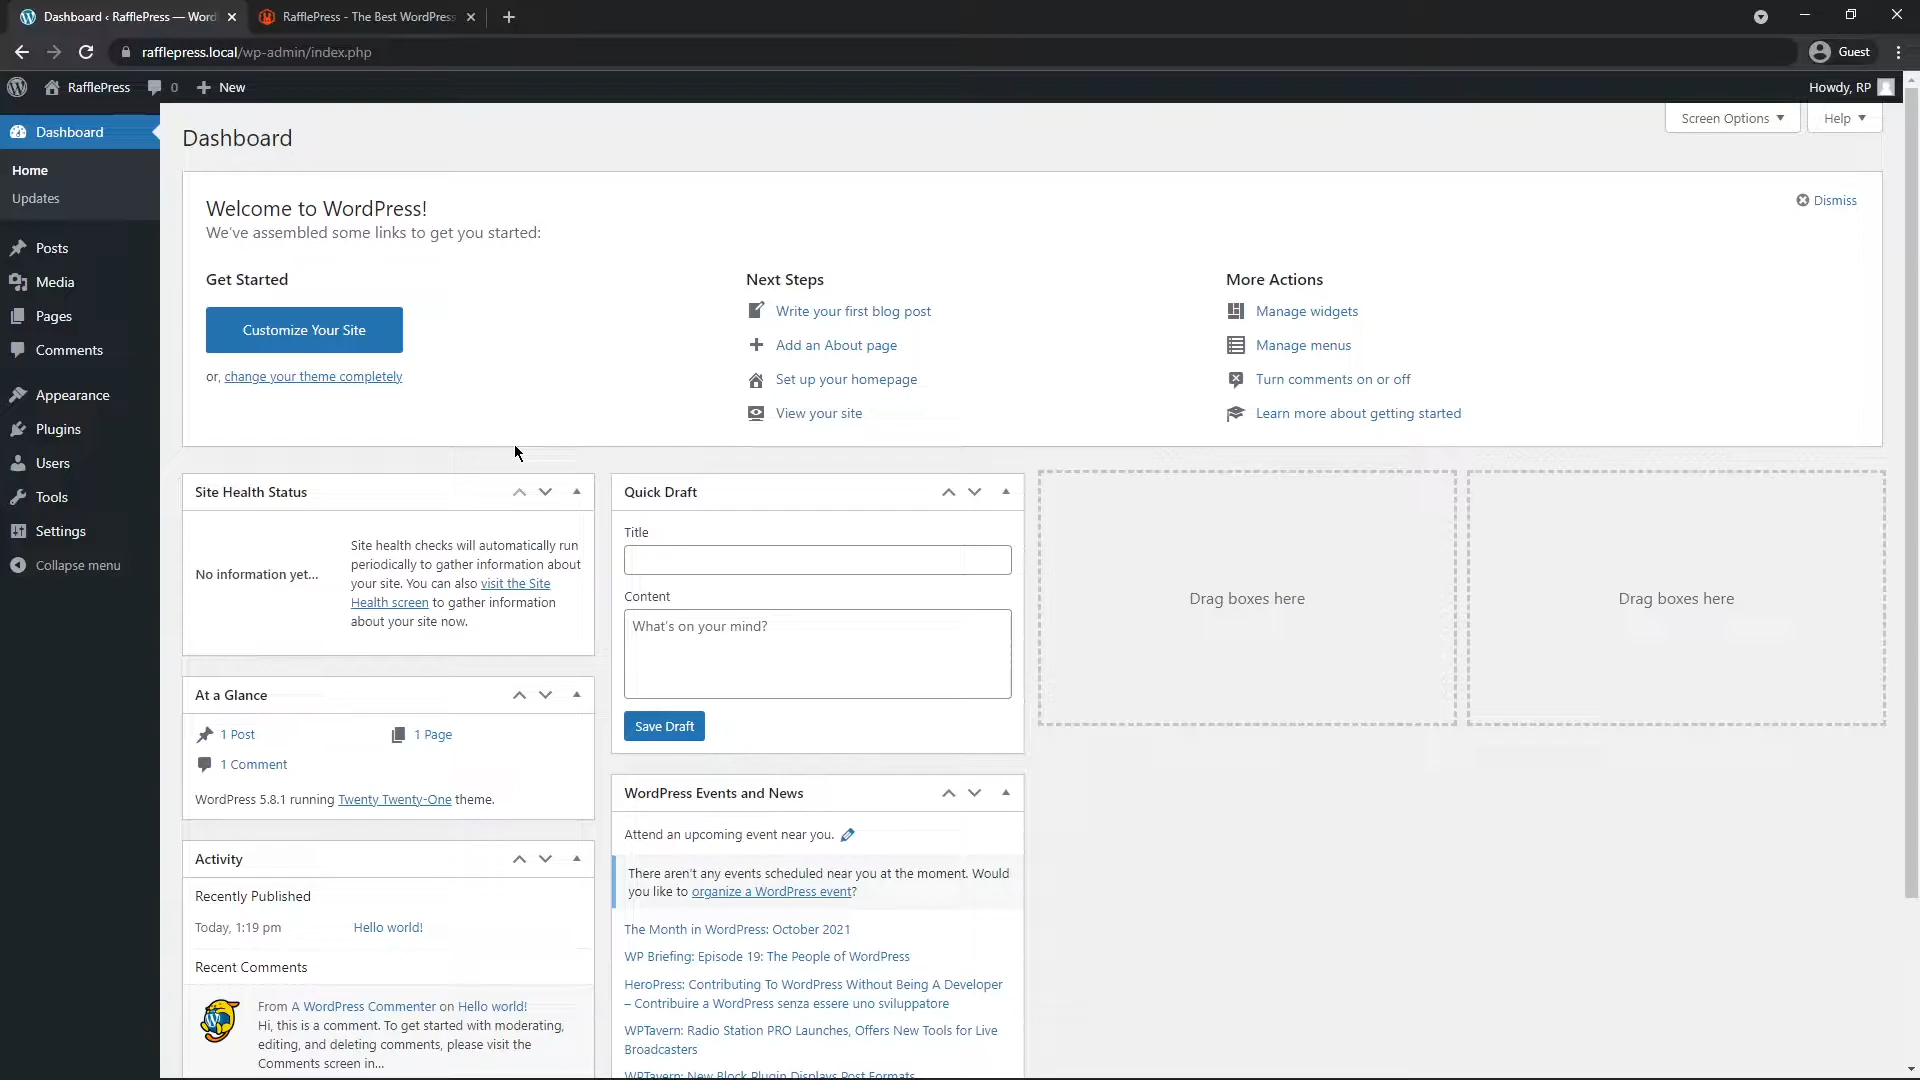 Dashboard ‹ RafflePress — Word
RafflePress - The Best WordPress
rafflepress.local/wp-admin/index.php
Guest
RafflePress
0
New
Howdy, RP
Dashboard
Home
Updates
Posts
Media
Pages
Comments
Appearance
Plugins
Users
Tools
Settings
Collapse menu
Dashboard
Screen Options
Help
Welcome to WordPress!
We've assembled some links to get you started:
Dismiss
Get Started
Customize Your Site
or, change your theme completely
Next Steps
Write your first blog post
Add an About page
Set up your homepage
View your site
More Actions
Manage widgets
Manage menus
Turn comments on or off
Learn more about getting started
Site Health Status
No information yet...
Site health checks will automatically run
periodically to gather information about
your site. You can also visit the Site
Health screen to gather information
about your site now.
At a Glance
1 Post
1 Page
1 Comment
WordPress 5.8.1 running Twenty Twenty-One theme.
Activity
Recently Published
Today, 1:19 pm
Hello world!
Recent Comments
From A WordPress Commenter on Hello world!
Hi, this is a comment. To get started with moderating,
editing, and deleting comments, please visit the
Comments screen in...
Quick Draft
Title
Content
What's on your mind?
Save Draft
WordPress Events and News
Attend an upcoming event near you.
There aren't any events scheduled near you at the moment. Would
you like to organize a WordPress event?
The Month in WordPress: October 2021
WP Briefing: Episode 19: The People of WordPress
HeroPress: Contributing To WordPress Without Being A Developer
– Contribuire a WordPress senza essere uno sviluppatore
WPTavern: Radio Station PRO Launches, Offers New Tools for Live
Broadcasters
WPTavern: New Block Plugin Displays Post Formats
Drag boxes here
Drag boxes here